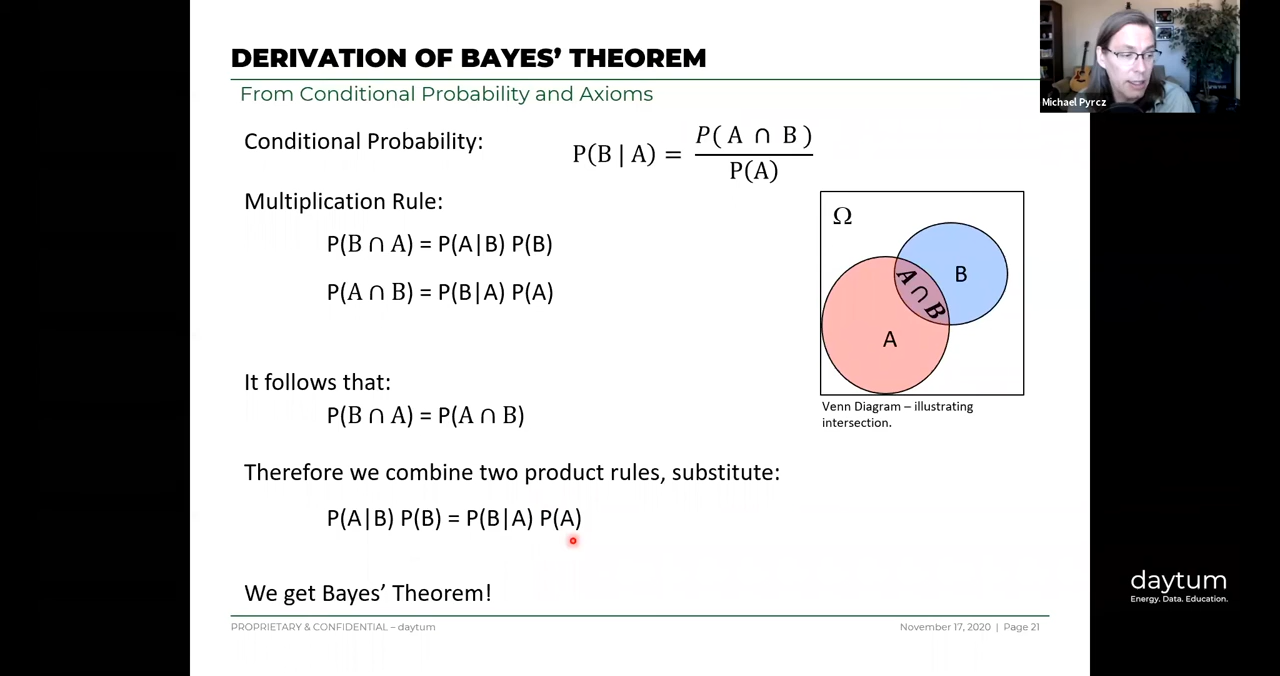 DERIVATION OF BAYES’ THEOREM
From Conditional Probability and Axioms
Michael Pyrcz
Conditional Probability:
P(B | A) = P( A ∩ B ) / P(A)
Multiplication Rule:
P(B ∩ A) = P(A|B) P(B)
P(A ∩ B) = P(B|A) P(A)
Ω
B
A ∩ B
A
Venn Diagram – illustrating
intersection.
It follows that:
P(B ∩ A) = P(A ∩ B)
Therefore we combine two product rules, substitute:
P(A|B) P(B) = P(B|A) P(A)
We get Bayes’ Theorem!
daytum
Energy. Data. Education.
PROPRIETARY & CONFIDENTIAL – daytum
November 17, 2020 | Page 21